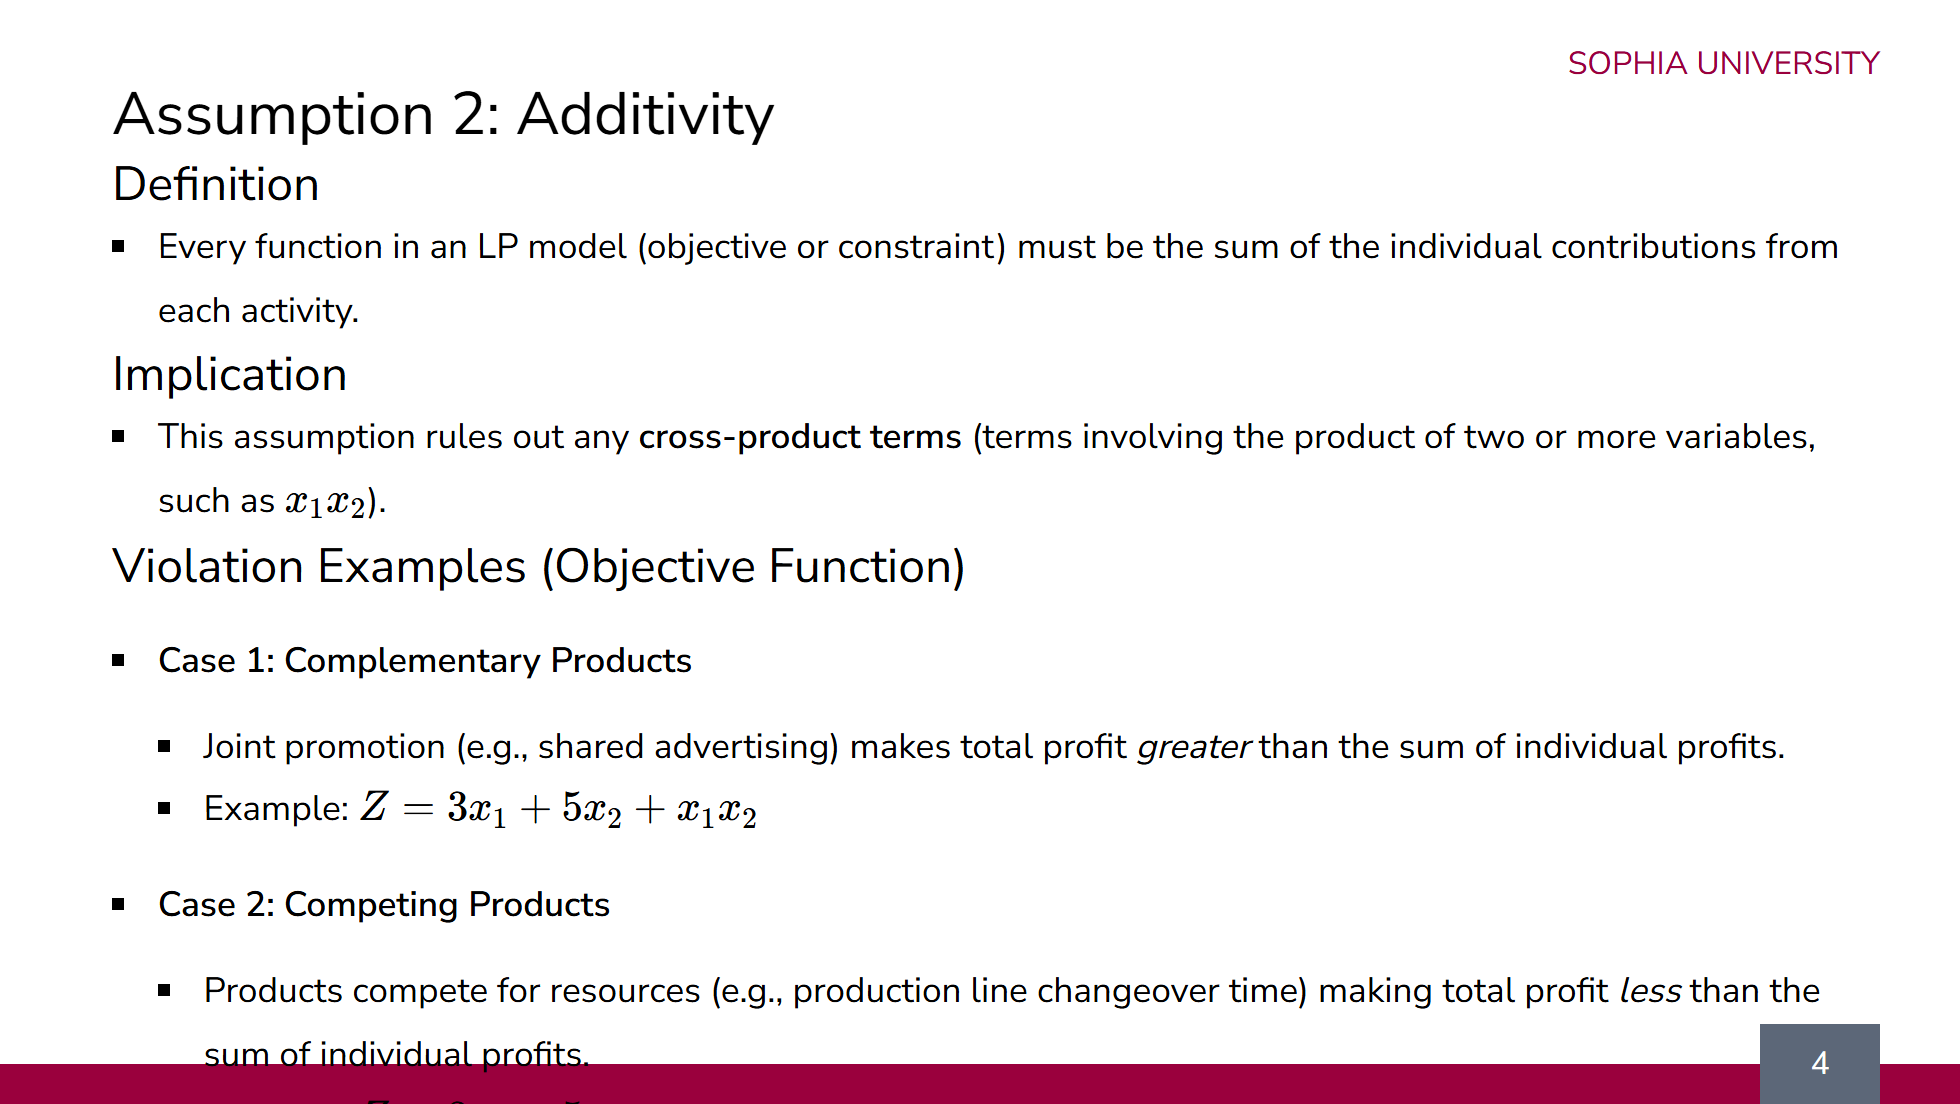 SOPHIA UNIVERSITY
Assumption 2: Additivity
Definition
▪ Every function in an LP model (objective or constraint) must be the sum of the individual contributions from
each activity.
Implication
▪ This assumption rules out any cross-product terms (terms involving the product of two or more variables,
such as x₁x₂).
Violation Examples (Objective Function)
▪ Case 1: Complementary Products
▪ Joint promotion (e.g., shared advertising) makes total profit greater than the sum of individual profits.
▪ Example: Z = 3x₁ + 5x₂ + x₁x₂
▪ Case 2: Competing Products
▪ Products compete for resources (e.g., production line changeover time) making total profit less than the
sum of individual profits.
4